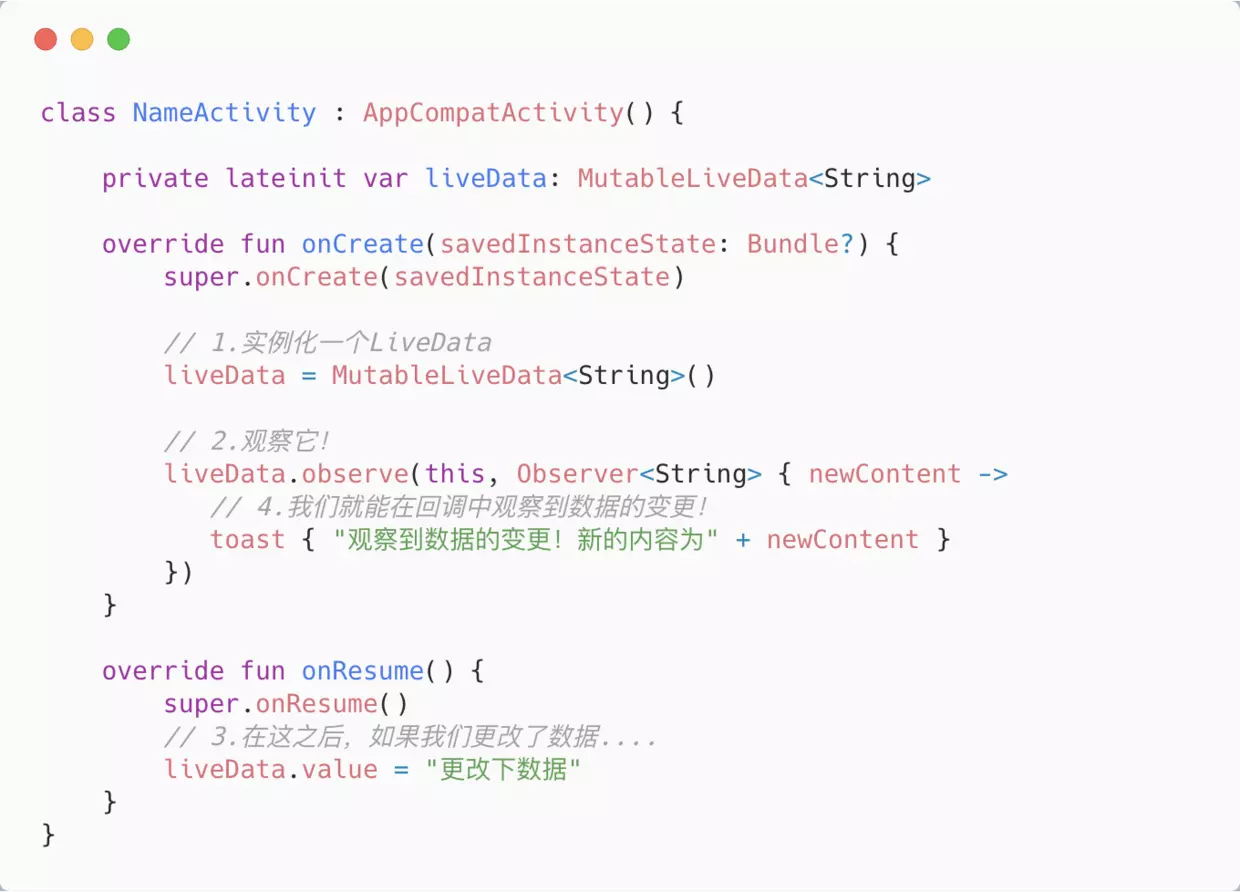 class NameActivity : AppCompatActivity() {
    private lateinit var liveData: MutableLiveData<String>
    override fun onCreate(savedInstanceState: Bundle?) {
        super.onCreate(savedInstanceState)
        // 1.实例化一个LiveData
        liveData = MutableLiveData<String>()
        // 2.观察它！
        liveData.observe(this, Observer<String> { newContent ->
           // 4.我们就能在回调中观察到数据的变更！
           toast { "观察到数据的变更！新的内容为" + newContent }
        })
    }
    override fun onResume() {
        super.onResume()
        // 3.在这之后，如果我们更改了数据....
        liveData.value = "更改下数据"
    }
}